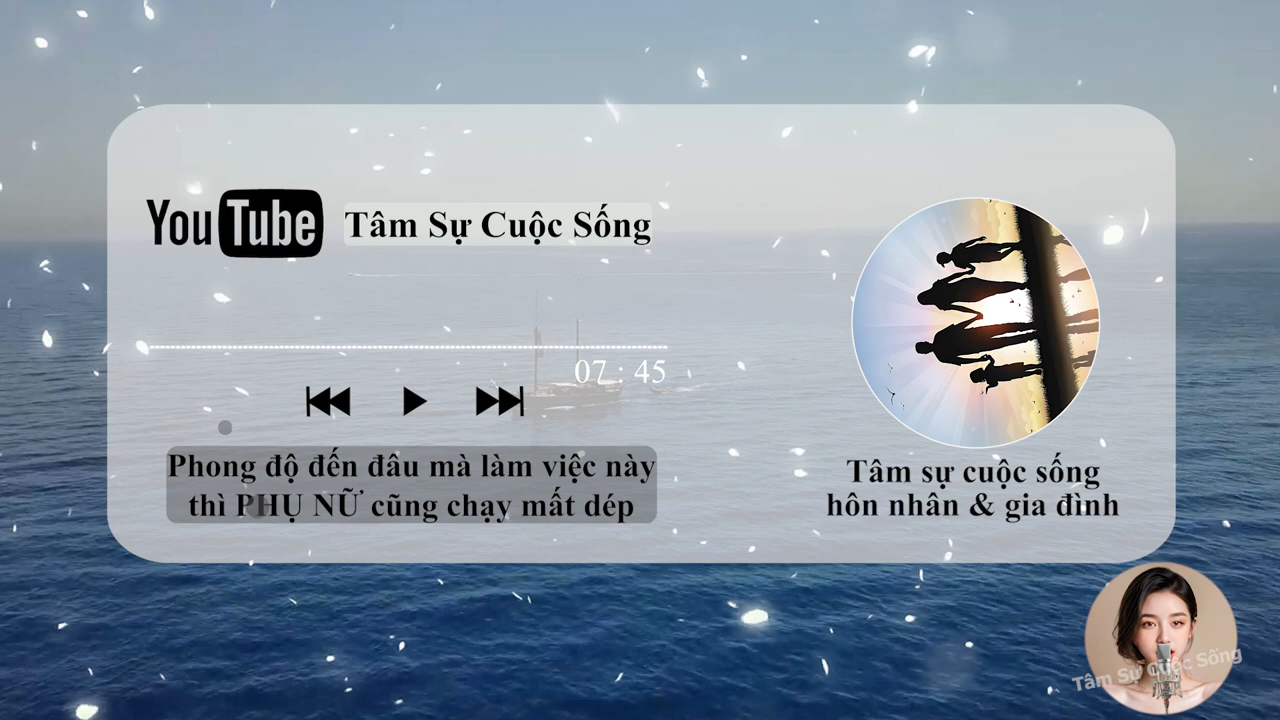 YouTube Tâm Sự Cuộc Sống
07 : 45
Phong độ đến đâu mà làm việc này
thì PHỤ NỮ cũng chạy mất dép
Tâm sự cuộc sống
hôn nhân & gia đình
Tâm Sự Cuộc Sống